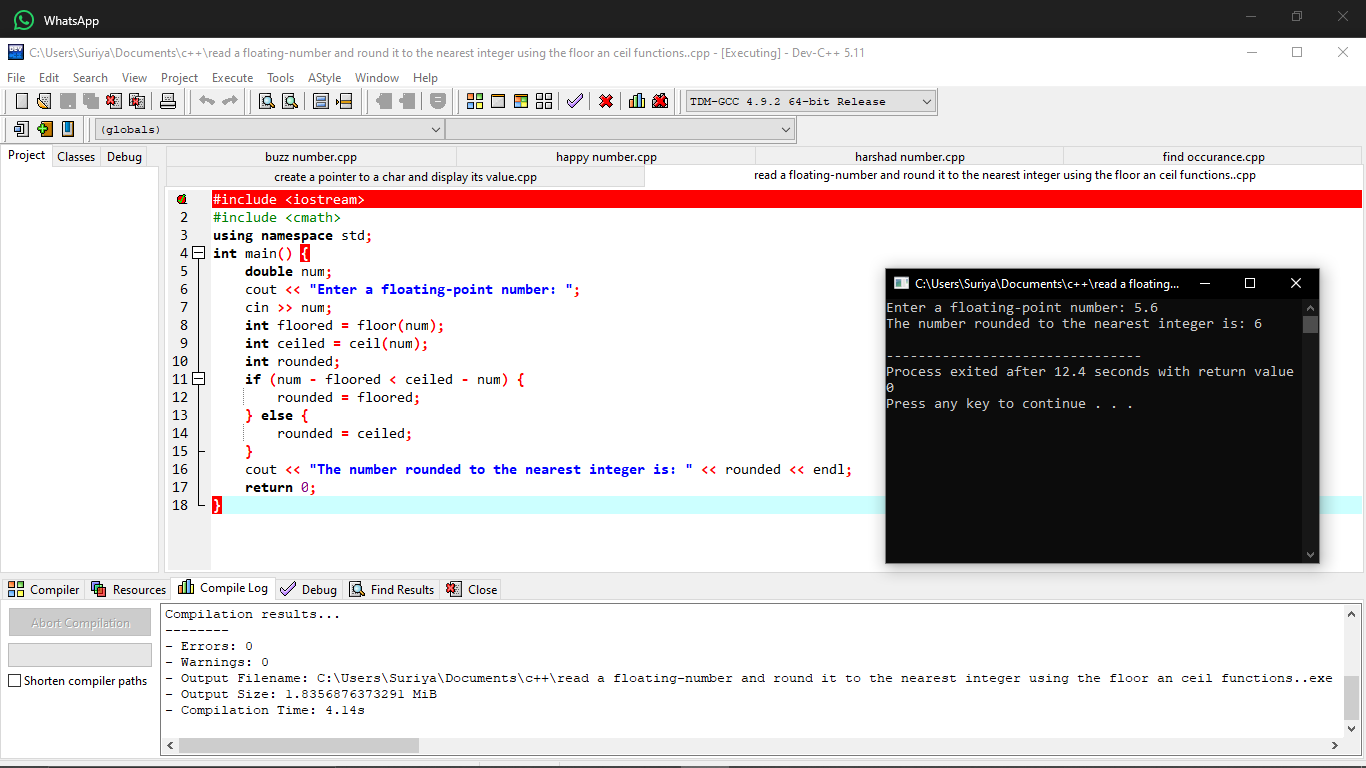 WhatsApp
C:\Users\Suriya\Documents\c++\read a floating-number and round it to the nearest integer using the floor an ceil functions..cpp - [Executing] - Dev-C++ 5.11
File Edit Search View Project Execute Tools AStyle Window Help
TDM-GCC 4.9.2 64-bit Release
(globals)
Project Classes Debug
buzz number.cpp happy number.cpp harshad number.cpp find occurance.cpp
create a pointer to a char and display its value.cpp read a floating-number and round it to the nearest integer using the floor an ceil functions..cpp
#include <iostream>
2 #include <cmath>
3 using namespace std;
4 int main() {
5 double num;
6 cout << "Enter a floating-point number: ";
7 cin >> num;
8 int floored = floor(num);
9 int ceiled = ceil(num);
10 int rounded;
11 if (num - floored < ceiled - num) {
12 rounded = floored;
13 } else {
14 rounded = ceiled;
15 }
16 cout << "The number rounded to the nearest integer is: " << rounded << endl;
17 return 0;
18 }
C:\Users\Suriya\Documents\c++\read a floating...
Enter a floating-point number: 5.6
The number rounded to the nearest integer is: 6
--------------------------------
Process exited after 12.4 seconds with return value
0
Press any key to continue . . .
Compiler Resources Compile Log Debug Find Results Close
Abort Compilation
Shorten compiler paths
Compilation results...
--------
- Errors: 0
- Warnings: 0
- Output Filename: C:\Users\Suriya\Documents\c++\read a floating-number and round it to the nearest integer using the floor an ceil functions..exe
- Output Size: 1.8356876373291 MiB
- Compilation Time: 4.14s